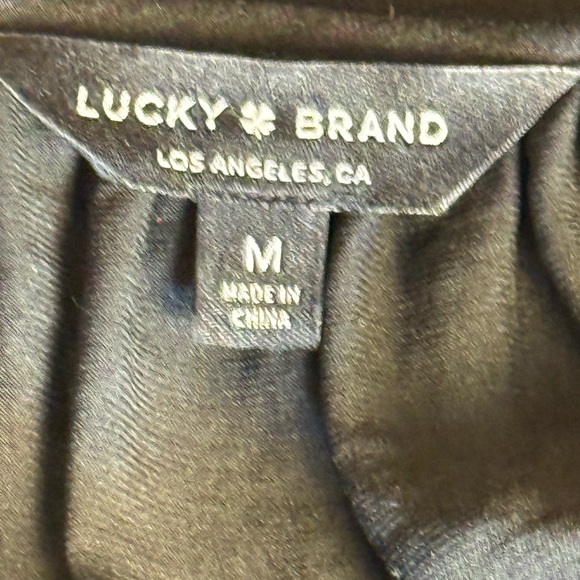 LUCKY BRAND
LOS ANGELES, CA
M
MADE IN
CHINA